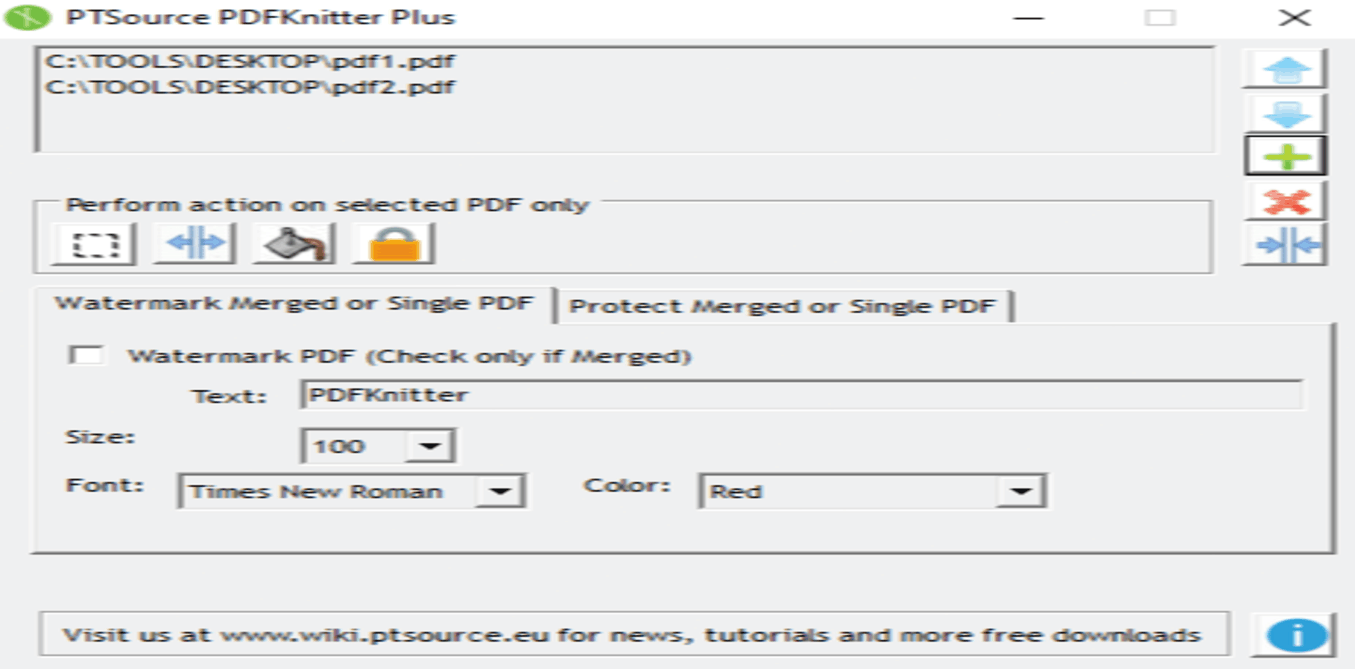 PTSource PDFKnitter Plus
C:\TOOLS\DESKTOP\pdf1.pdf
C:\TOOLS\DESKTOP\pdf2.pdf
Perform action on selected PDF only
Watermark Merged or Single PDF Protect Merged or Single PDF
Watermark PDF (Check only if Merged)
Text: PDFKnitter
Size: 100
Font: Times New Roman Color: Red
Visit us at www.wiki.ptsource.eu for news, tutorials and more free downloads